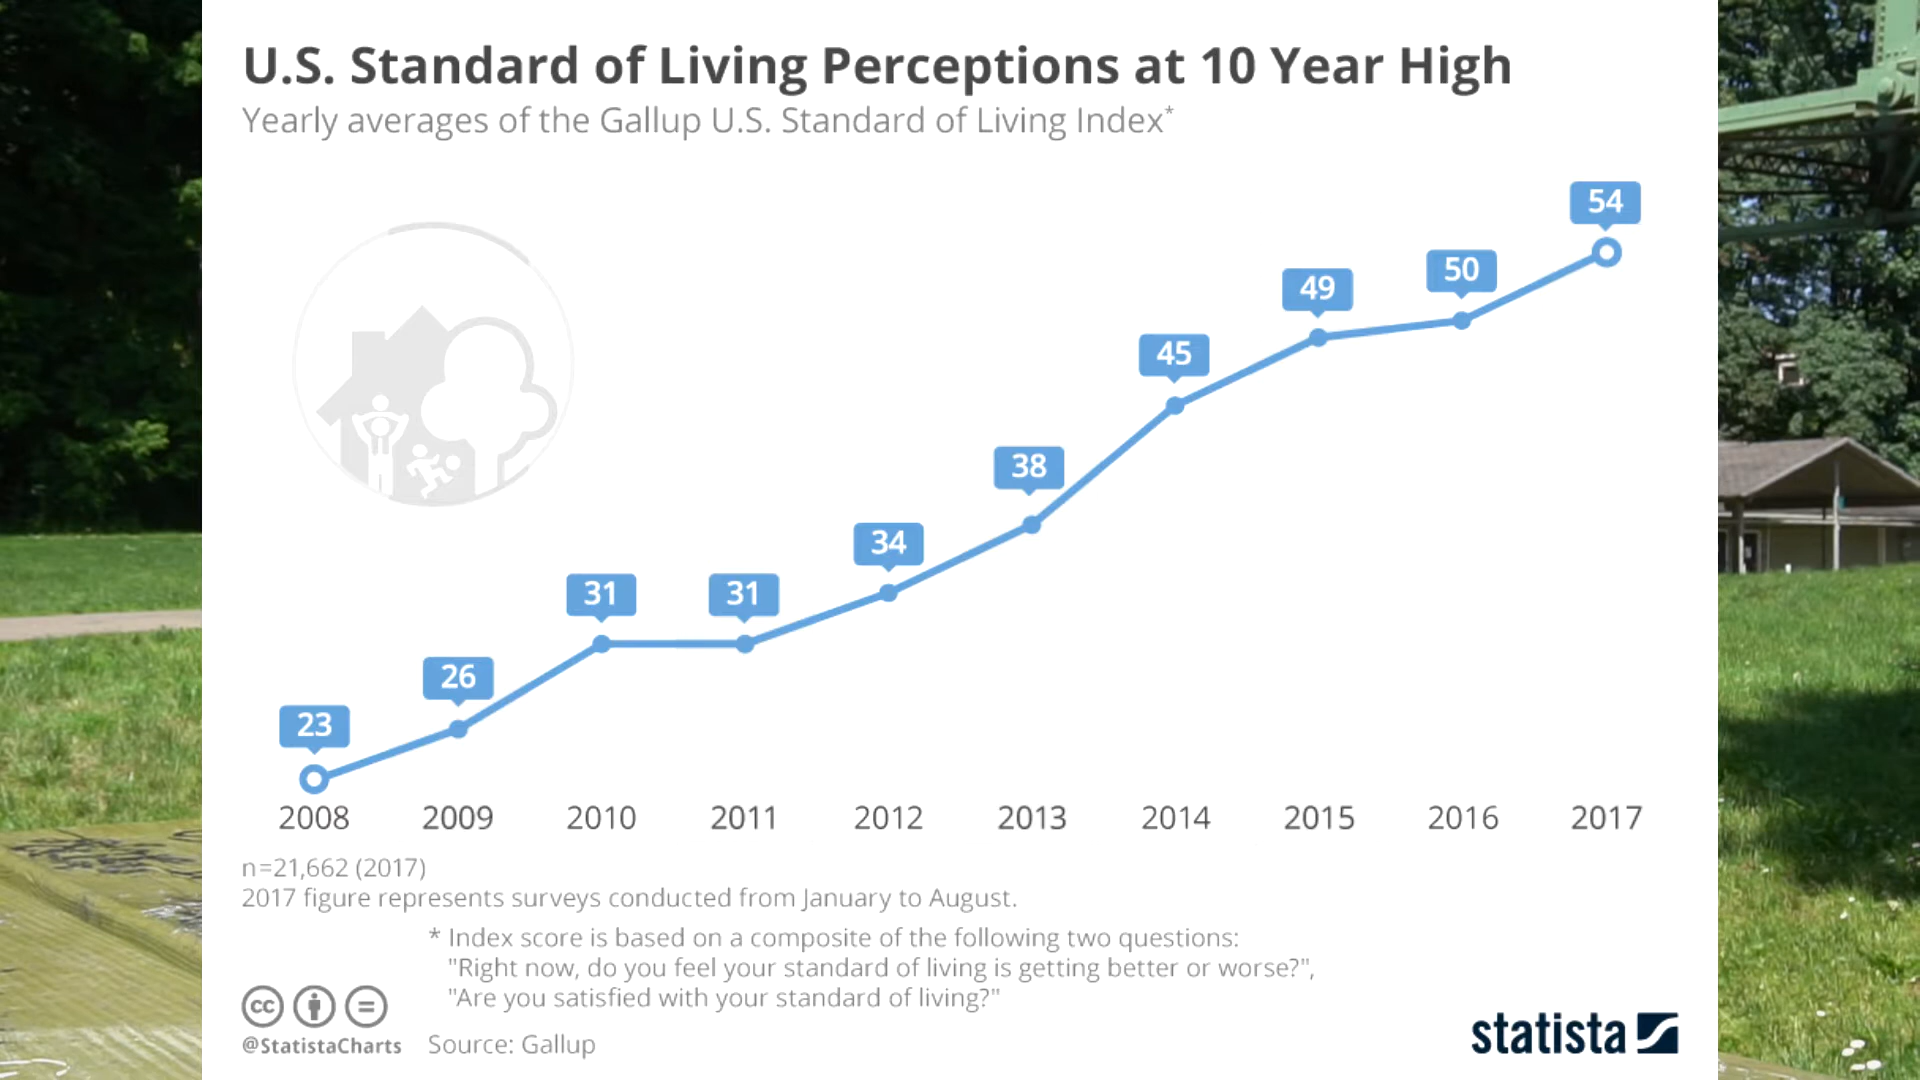 U.S. Standard of Living Perceptions at 10 Year High
Yearly averages of the Gallup U.S. Standard of Living Index*
54
50
49
45
38
34
31
31
26
23
2008 2009 2010 2011 2012 2013 2014 2015 2016 2017
n=21,662 (2017)
2017 figure represents surveys conducted from January to August.
* Index score is based on a composite of the following two questions:
"Right now, do you feel your standard of living is getting better or worse?",
"Are you satisfied with your standard of living?"
cc
@StatistaCharts Source: Gallup
statista